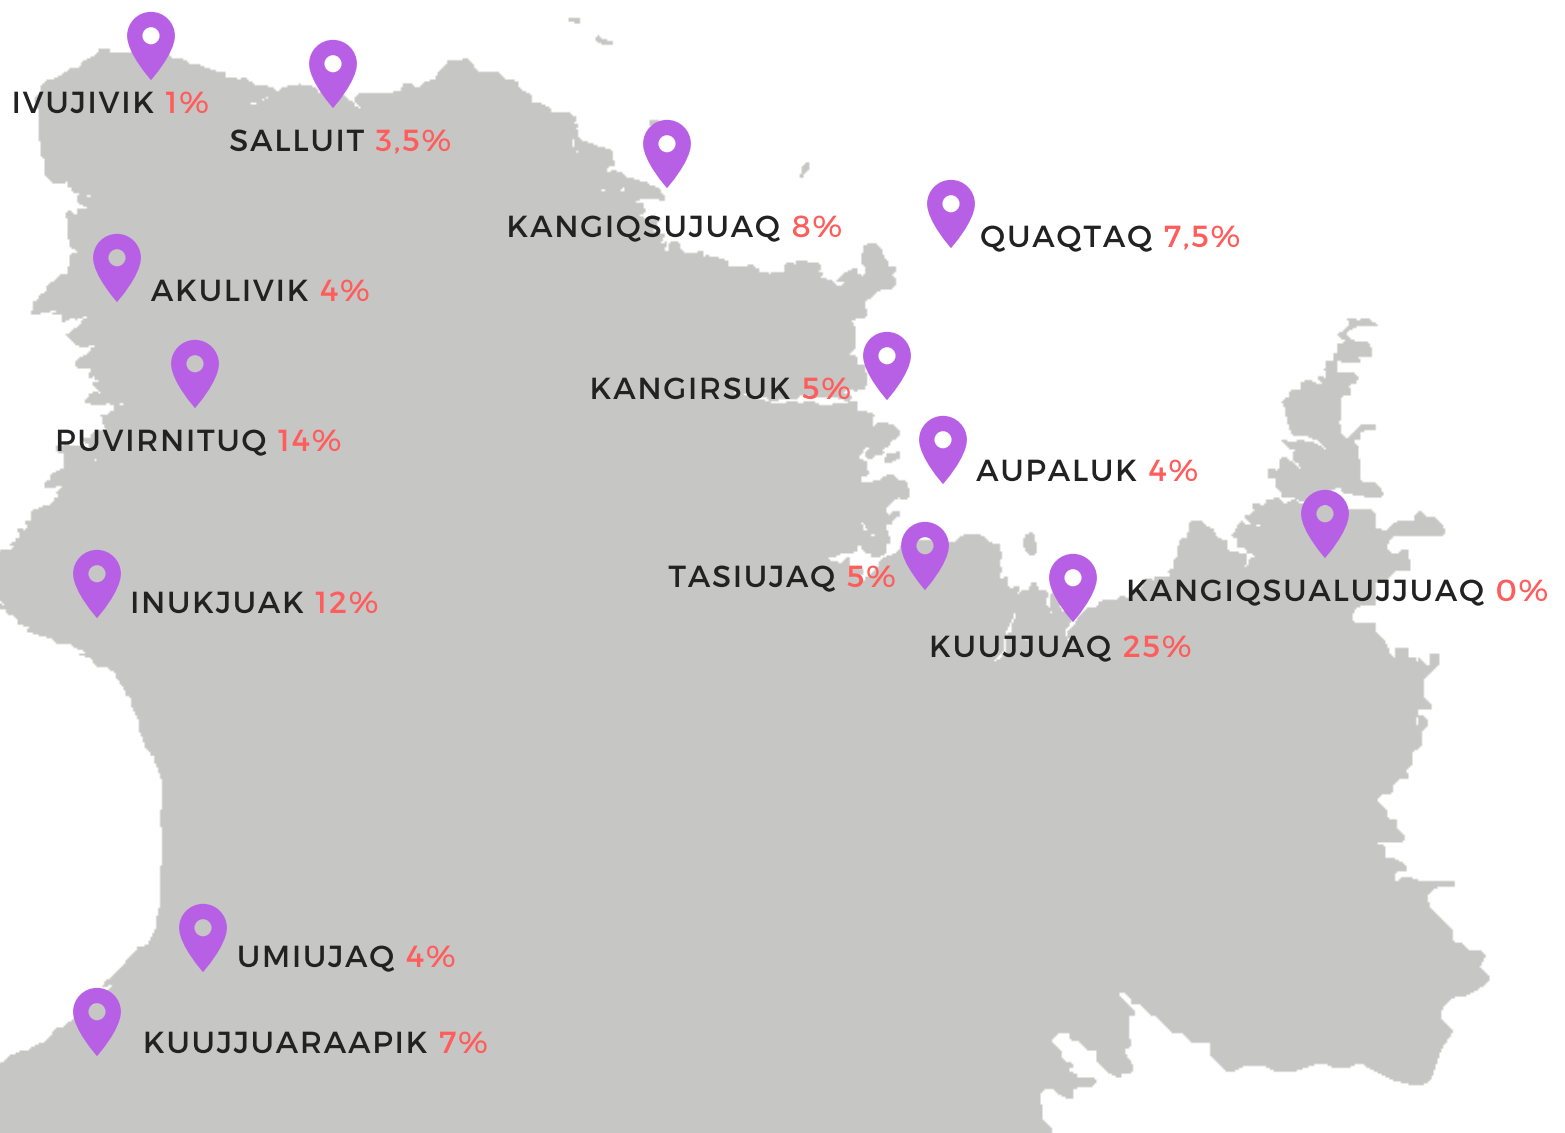 IVUJIVIK 1%
SALLUIT 3,5%
KANGIQSUJUAQ 8%
QUAQTAQ 7,5%
AKULIVIK 4%
KANGIRSUK 5%
PUVIRNITUQ 14%
AUPALUK 4%
TASIUJAQ 5%
KANGIQSUALUJJUAQ 0%
INUKJUAK 12%
KUUJJUAQ 25%
UMIUJAQ 4%
KUUJJUARAAPIK 7%